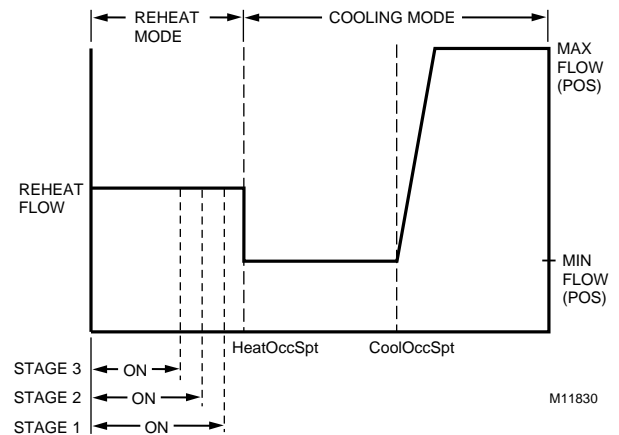 REHEAT
MODE
COOLING MODE
MAX
FLOW
(POS)
REHEAT
FLOW
MIN
FLOW
(POS)
HeatOccSpt
CoolOccSpt
STAGE 3
ON
STAGE 2
ON
M11830
STAGE 1
ON